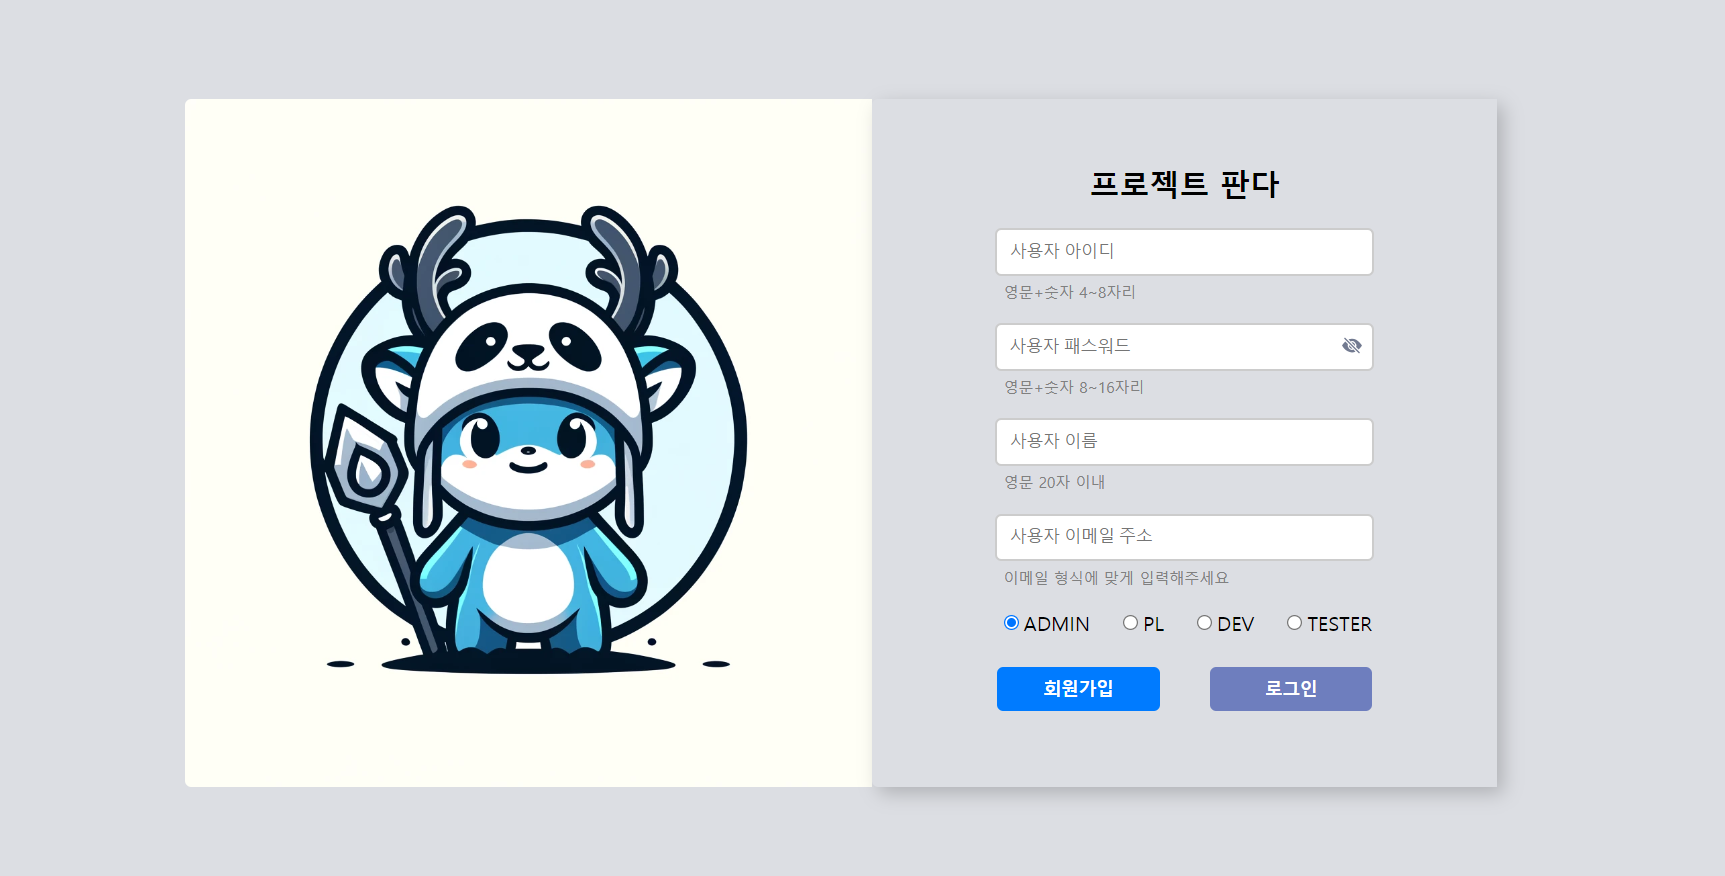 프로젝트 판다
사용자 아이디
영문+숫자 4~8자리
사용자 패스워드
영문+숫자 8~16자리
사용자 이름
영문 20자 이내
사용자 이메일 주소
이메일 형식에 맞게 입력해주세요
ADMIN PL DEV TESTER
회원가입 로그인